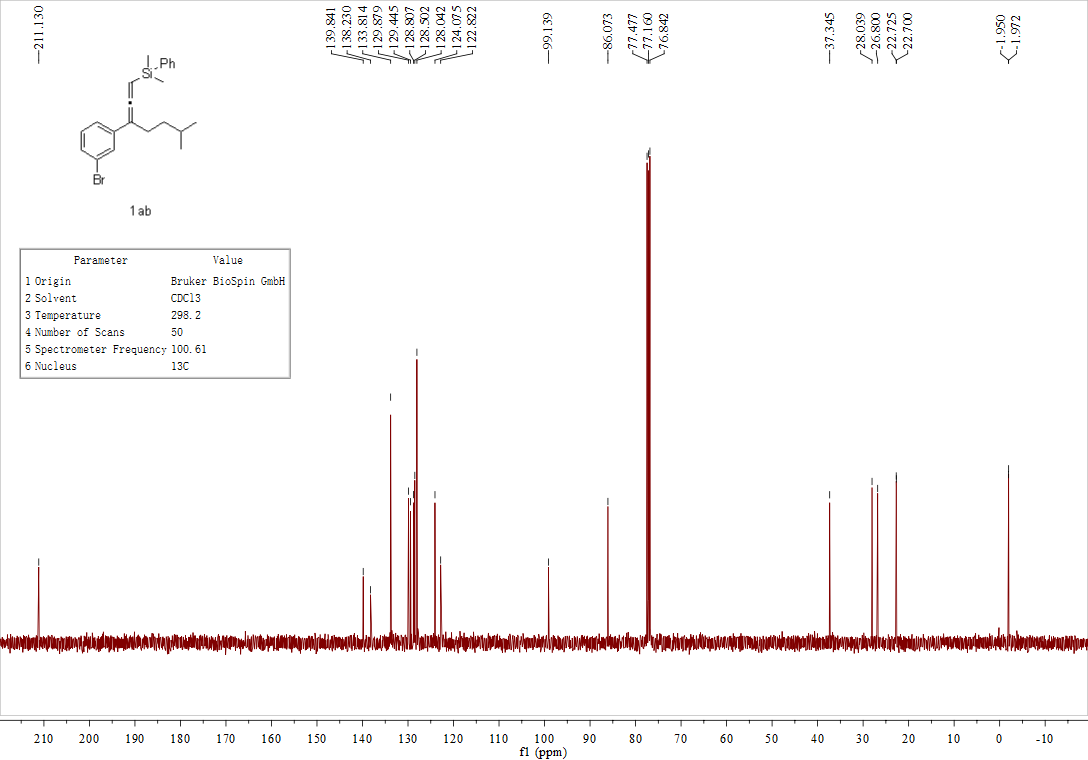 211.130
139.841
138.230
133.814
129.879
129.445
128.807
128.502
128.042
124.075
122.822
99.139
86.073
77.477
77.160
76.842
37.345
28.039
26.800
22.725
22.700
-1.950
-1.972
Ph
Si
Br
1ab
Parameter Value
1 Origin Bruker BioSpin GmbH
2 Solvent CDCl3
3 Temperature 298.2
4 Number of Scans 50
5 Spectrometer Frequency 100.61
6 Nucleus 13C
210 200 190 180 170 160 150 140 130 120 110 100 90 80 70 60 50 40 30 20 10 0 -10
f1 (ppm)